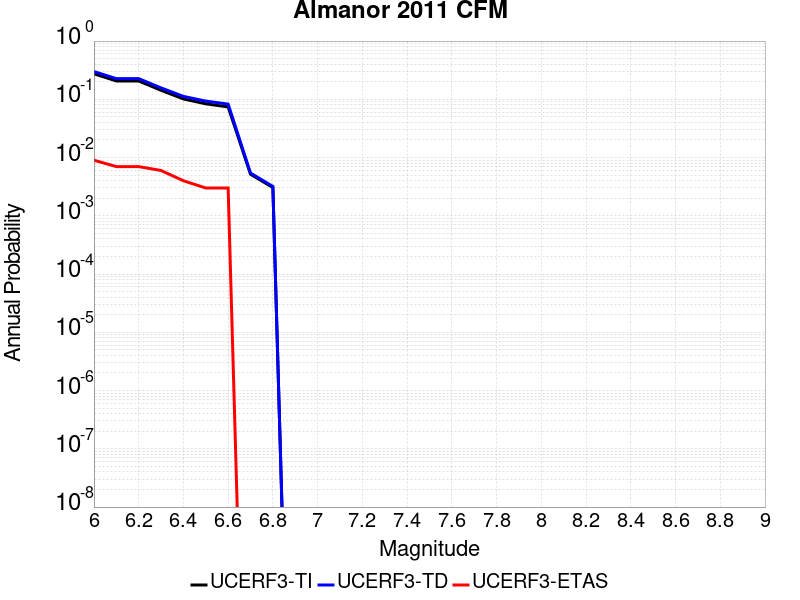 Almanor 2011 CFM
10^0
10^-1
10^-2
10^-3
10^-4
10^-5
10^-6
10^-7
10^-8
Annual Probability
6 6.2 6.4 6.6 6.8 7 7.2 7.4 7.6 7.8 8 8.2 8.4 8.6 8.8 9
Magnitude
UCERF3-TI UCERF3-TD UCERF3-ETAS